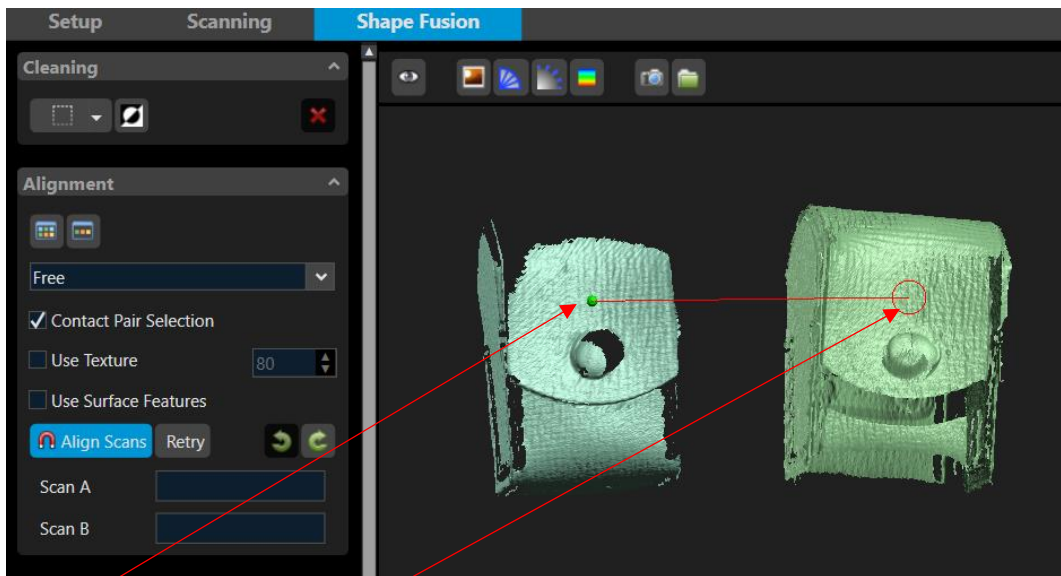 Setup Scanning Shape Fusion
Cleaning
Alignment
Free
Contact Pair Selection
Use Texture 80
Use Surface Features
Align Scans Retry
Scan A
Scan B